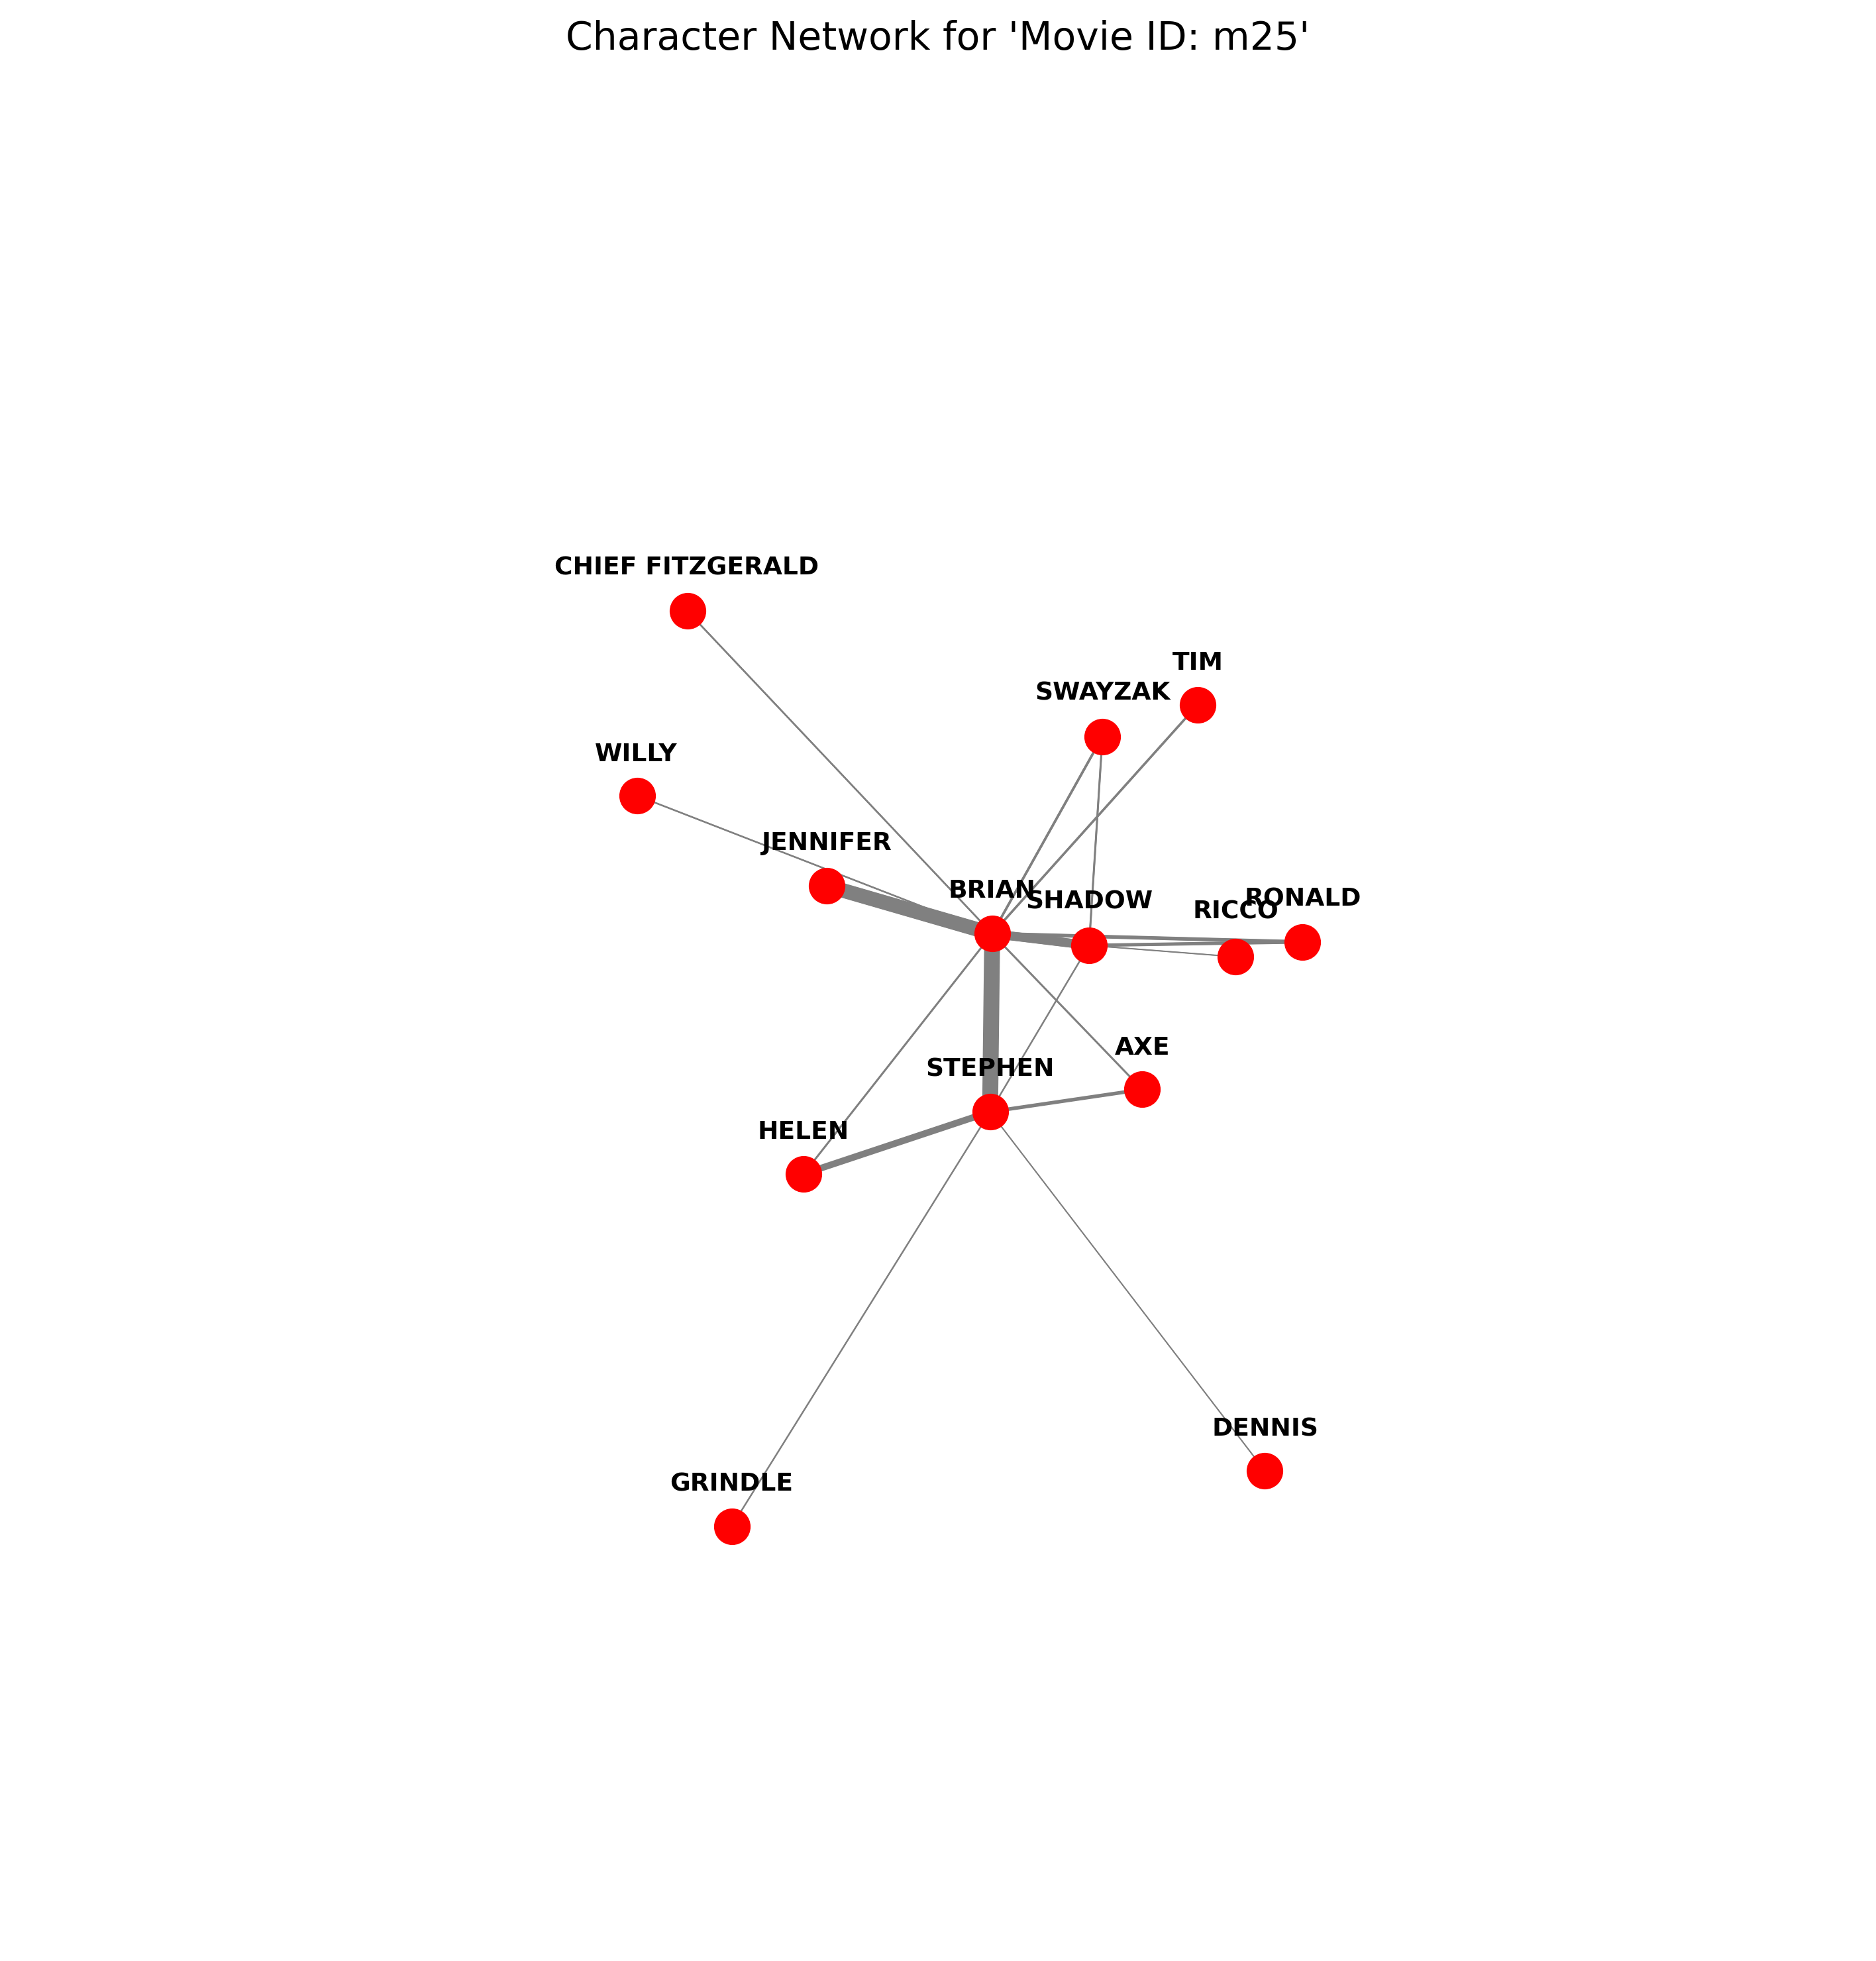 Character Network for 'Movie ID: m25'
CHIEF FITZGERALD
TIM
SWAYZAK
WILLY
JENNIFER
BRIAN
SHADOW
RICCO
RONALD
AXE
STEPHEN
HELEN
DENNIS
GRINDLE